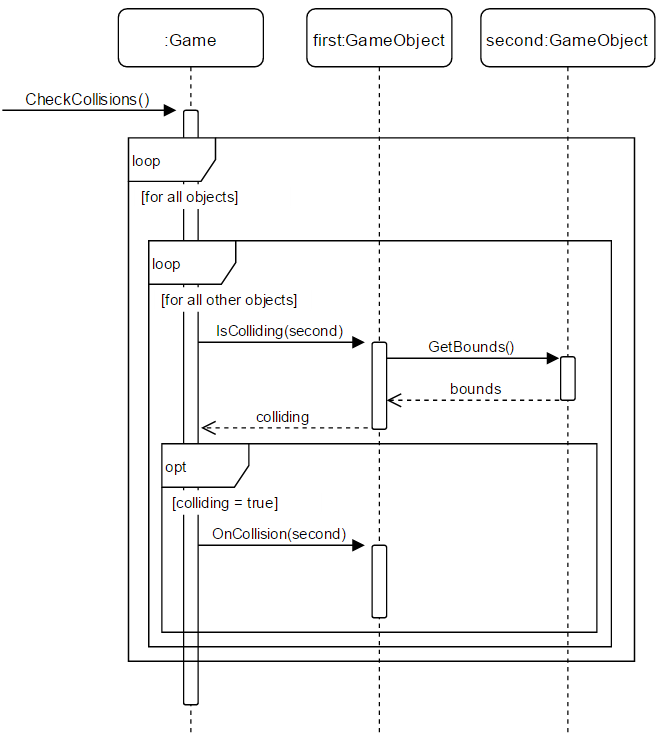 :Game
first:GameObject
second:GameObject
CheckCollisions()
loop
[for all objects]
loop
[for all other objects]
IsColliding(second)
GetBounds()
bounds
colliding
opt
[colliding = true]
OnCollision(second)